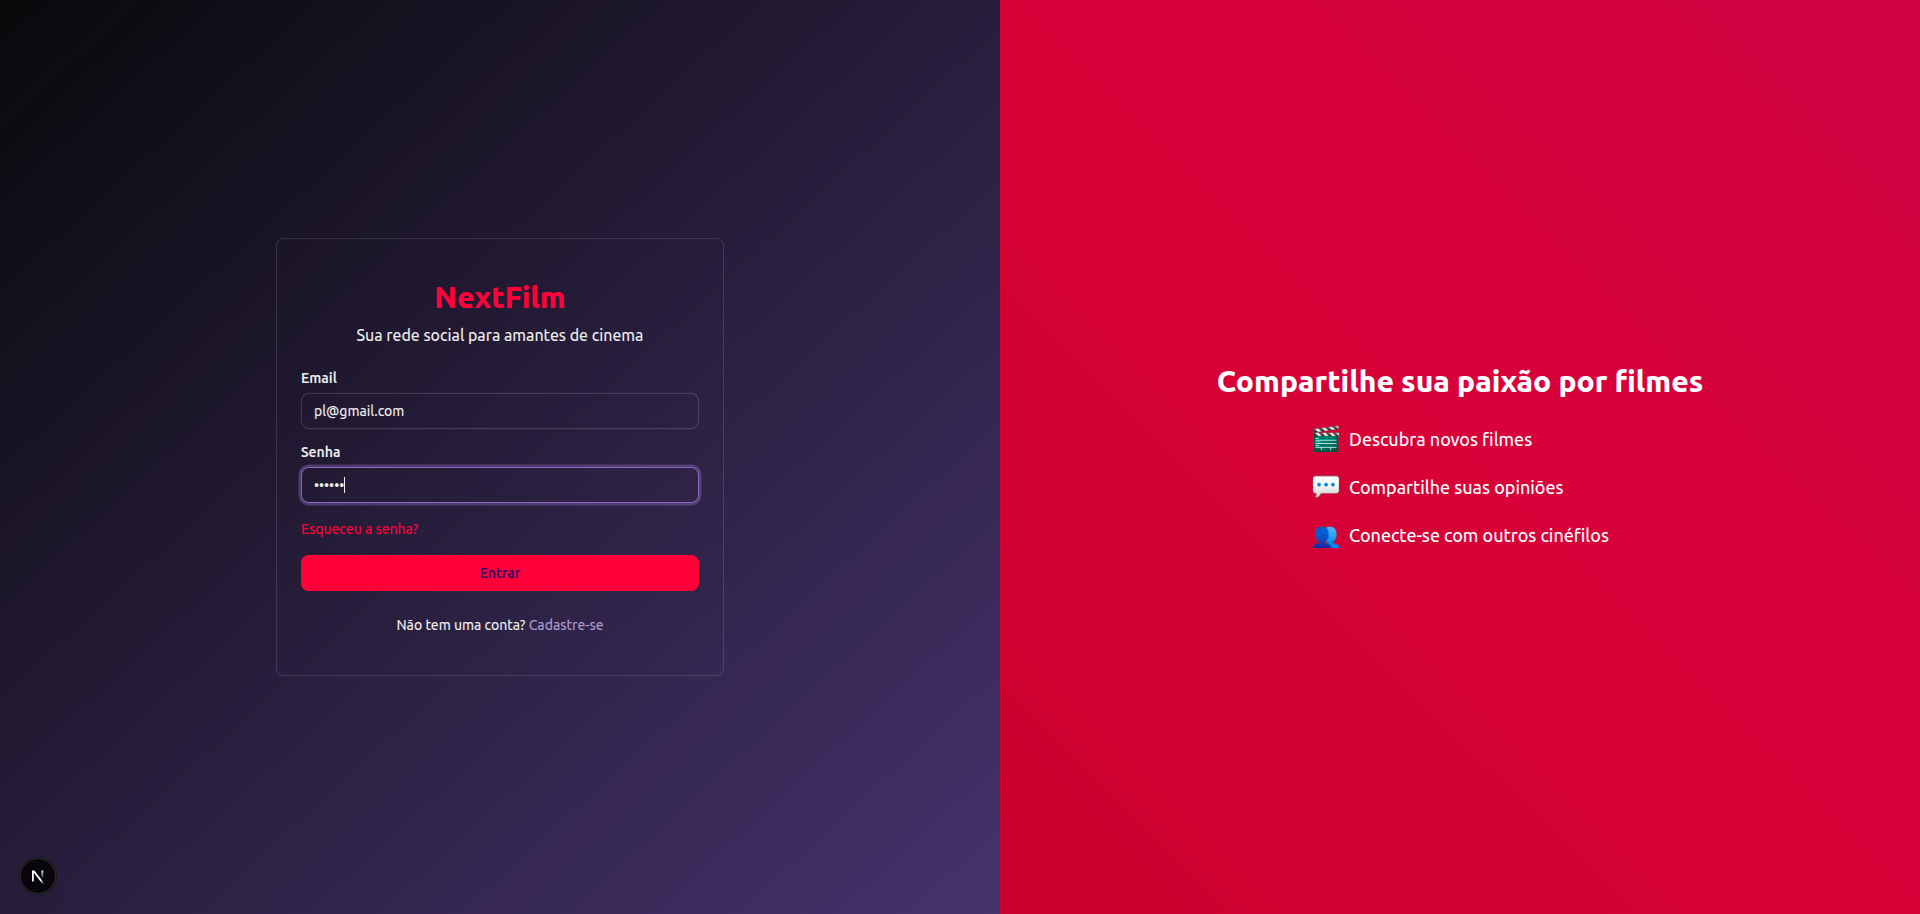 NextFilm
Sua rede social para amantes de cinema
Email
pl@gmail.com
Senha
••••••
Esqueceu a senha?
Entrar
Não tem uma conta? Cadastre-se
N
Compartilhe sua paixão por filmes
Descubra novos filmes
Compartilhe suas opiniões
Conecte-se com outros cinéfilos